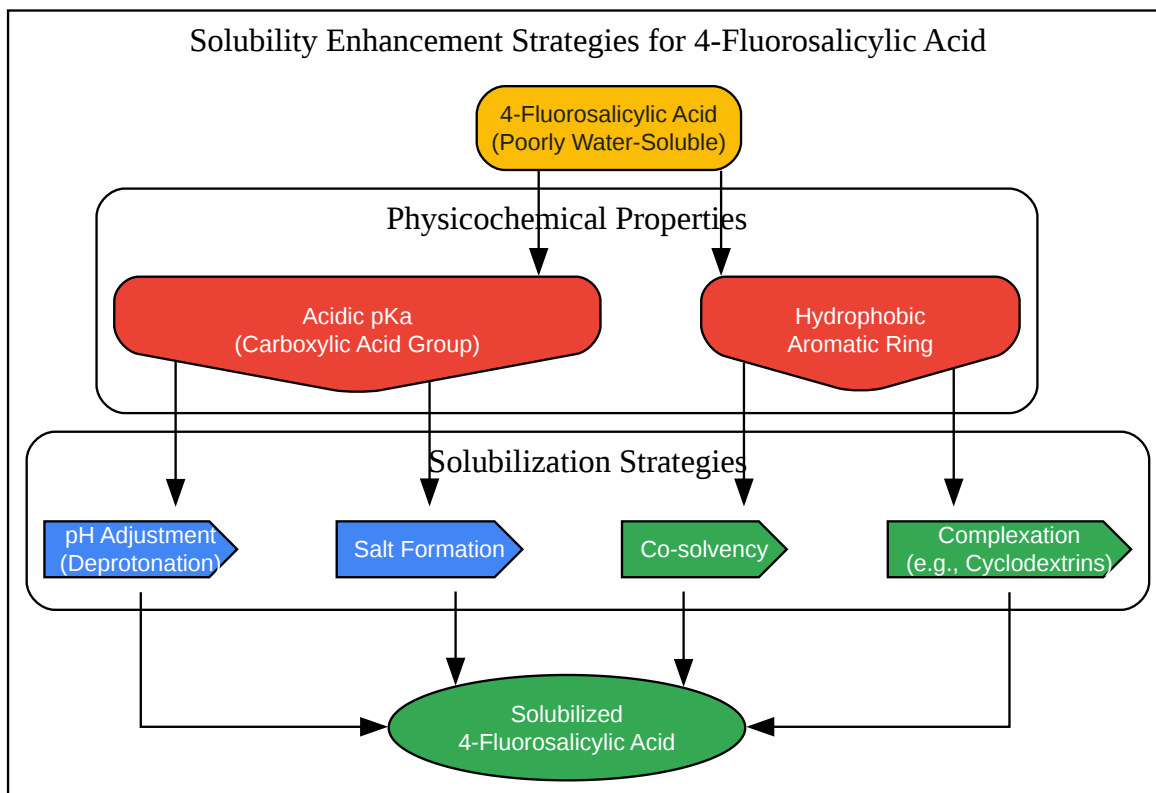 Solubility Enhancement Strategies for 4-Fluorosalicylic Acid
4-Fluorosalicylic Acid
(Poorly Water-Soluble)
Physicochemical Properties
Acidic pKa
(Carboxylic Acid Group)
Hydrophobic
Aromatic Ring
Solubilization Strategies
pH Adjustment
(Deprotonation)
Salt Formation
Co-solvency
Complexation
(e.g., Cyclodextrins)
Solubilized
4-Fluorosalicylic Acid